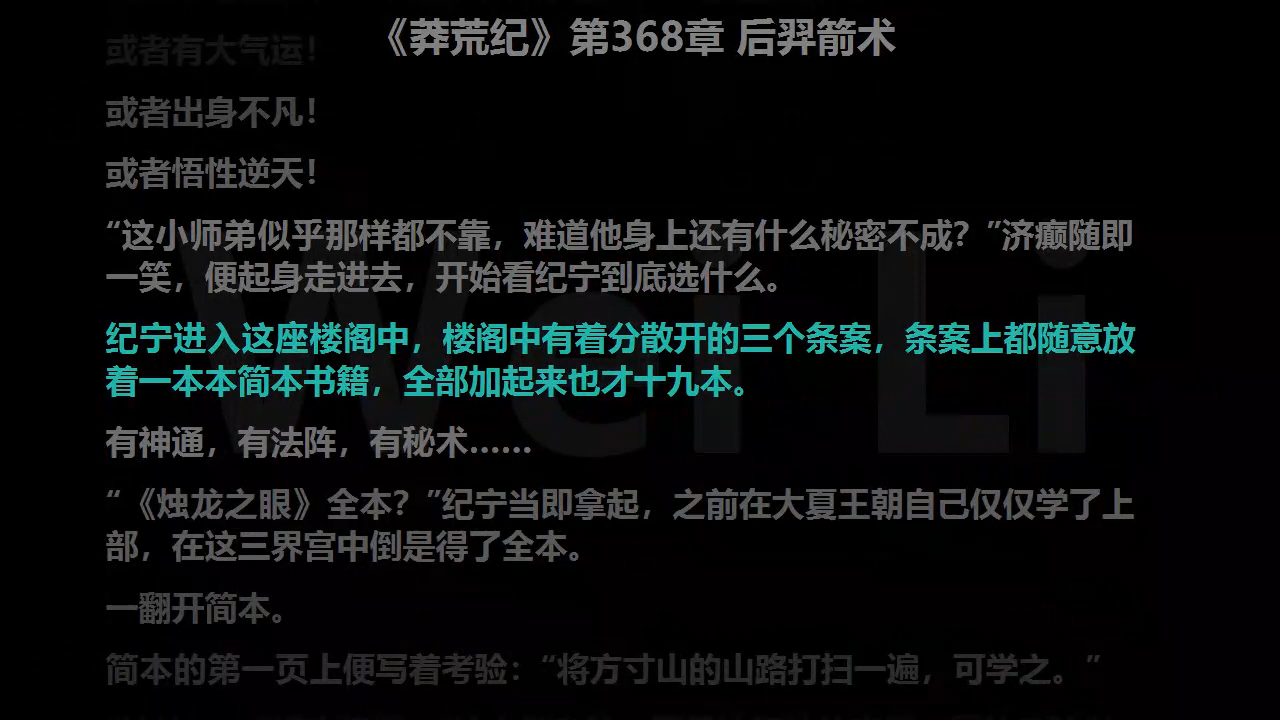 《莽荒纪》第368章 后羿箭术
或者有大气运！
或者出身不凡！
或者悟性逆天！
“这小师弟似乎那样都不靠，难道他身上还有什么秘密不成？”济癫随即
一笑，便起身走进去，开始看纪宁到底选什么。
纪宁进入这座楼阁中，楼阁中有着分散开的三个条案，条案上都随意放
着一本本简本书籍，全部加起来也才十九本。
有神通，有法阵，有秘术……
“《烛龙之眼》全本？”纪宁当即拿起，之前在大夏王朝自己仅仅学了上
部，在这三界宫中倒是得了全本。
一翻开简本。
简本的第一页上便写着考验：“将方寸山的山路打扫一遍，可学之。”
Wei Li